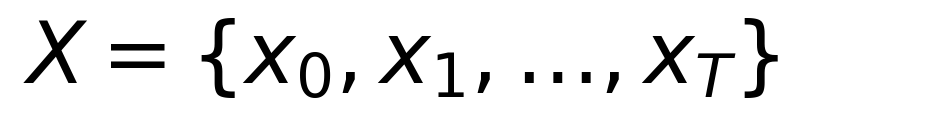 X = {x₀, x₁, ..., x_T}